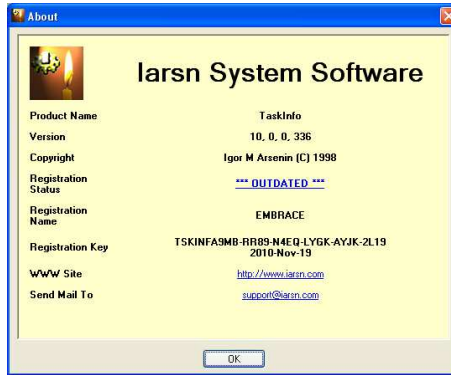 About
Iarsn System Software
Product Name TaskInfo
Version 10, 0, 0, 336
Copyright Igor M Arsenin (C) 1998
Registration
Status *** OUTDATED ***
Registration
Name EMBRACE
Registration Key TSKINFA9MB-RR89-N4EQ-LYGK-AYJK-2L19
2010-Nov-19
WWW Site http://www.iarsn.com
Send Mail To support@iarsn.com
OK